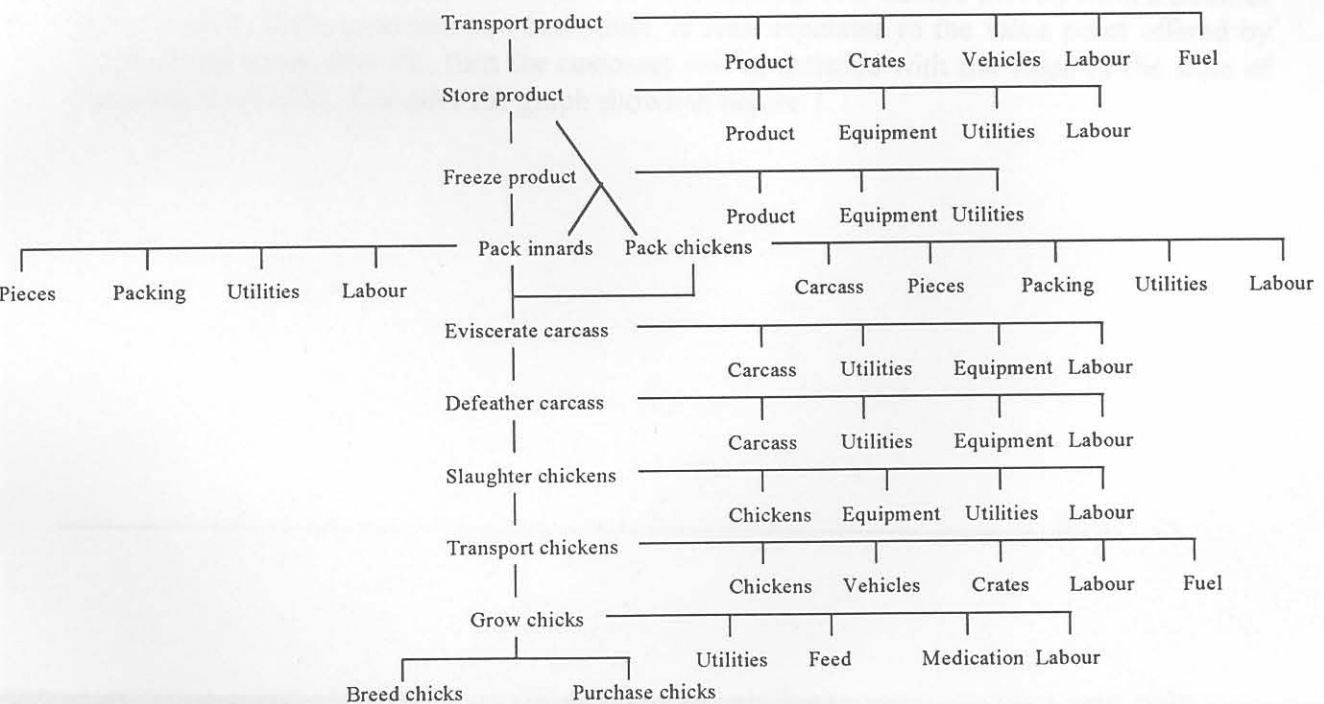 Transport product
Product Crates Vehicles Labour Fuel
Store product
Product Equipment Utilities Labour
Freeze product
Product Equipment Utilities
Pack innards Pack chickens
Pieces Packing Utilities Labour Carcass Pieces Packing Utilities Labour
Eviscerate carcass
Carcass Utilities Equipment Labour
Defeather carcass
Carcass Utilities Equipment Labour
Slaughter chickens
Chickens Equipment Utilities Labour
Transport chickens
Chickens Vehicles Crates Labour Fuel
Grow chicks
Utilities Feed Medication Labour
Breed chicks Purchase chicks